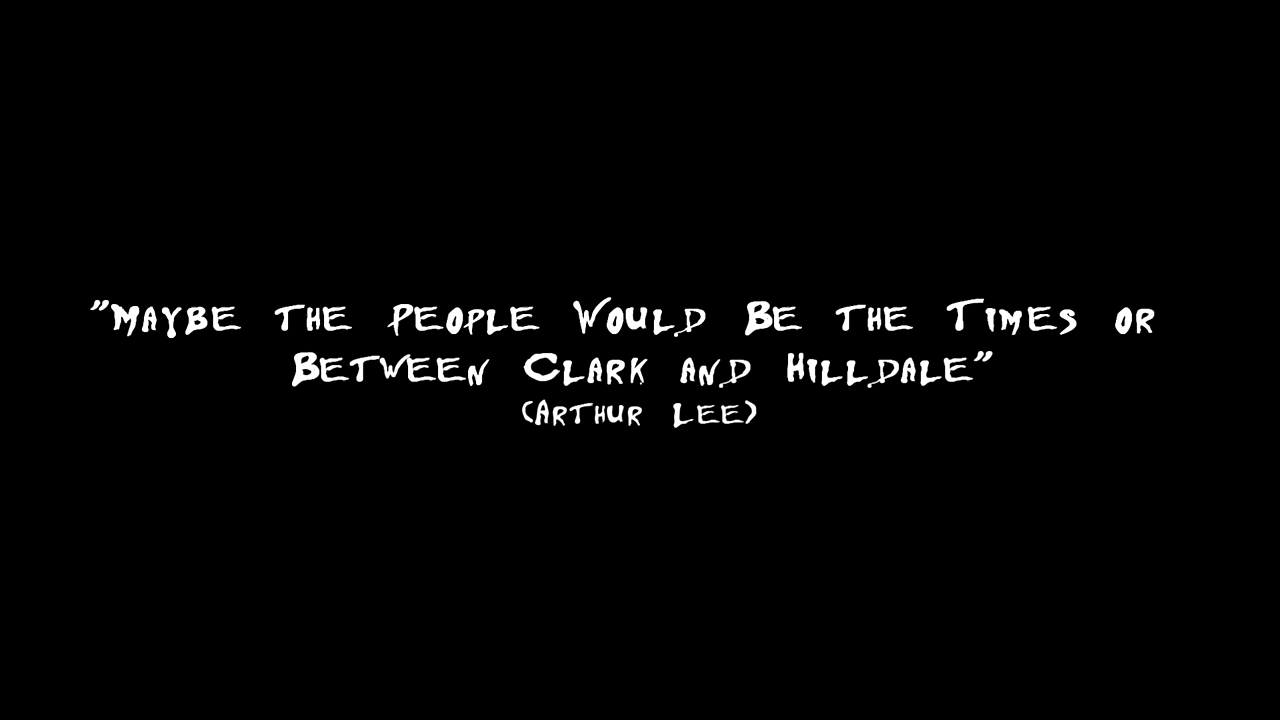 "Maybe the People Would Be the Times or
Between Clark and Hilldale"
(Arthur Lee)